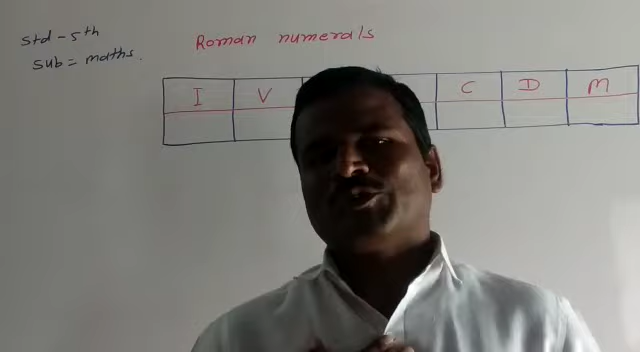 Std - 5th
Sub = maths.
Roman numerals
I V C D M